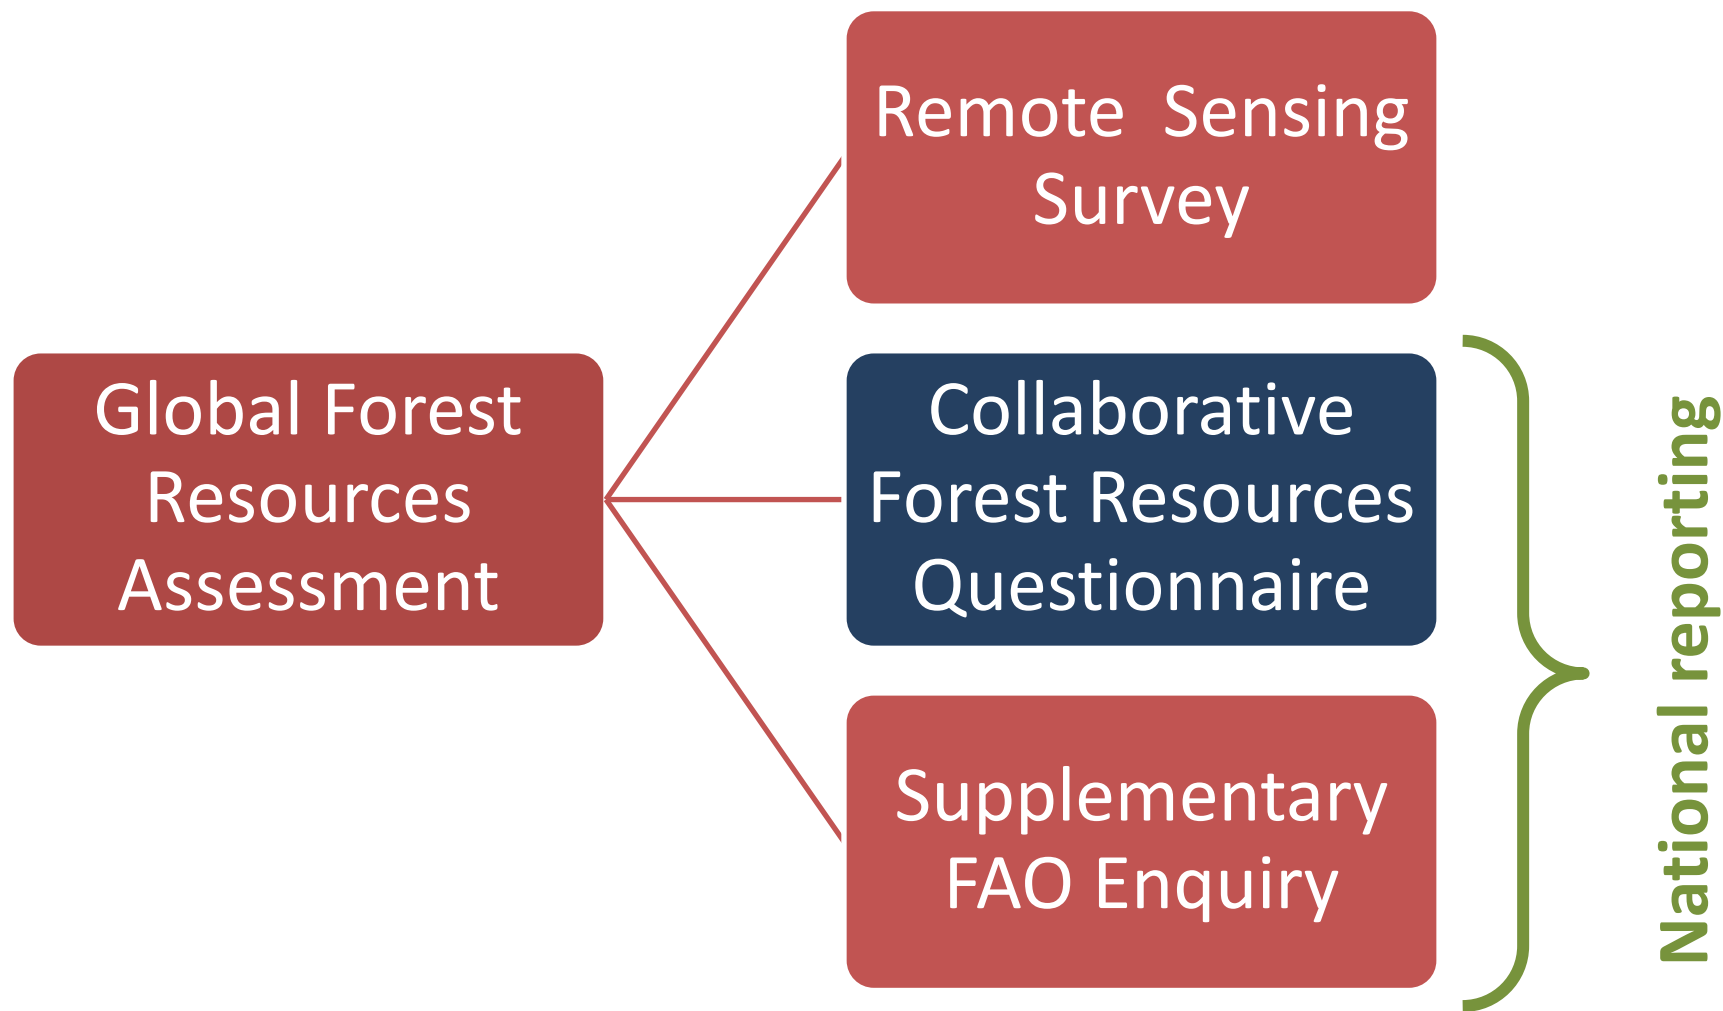 Remote Sensing
Survey
Global Forest
Resources
Assessment
Collaborative
Forest Resources
Questionnaire
Supplementary
FAO Enquiry
National reporting